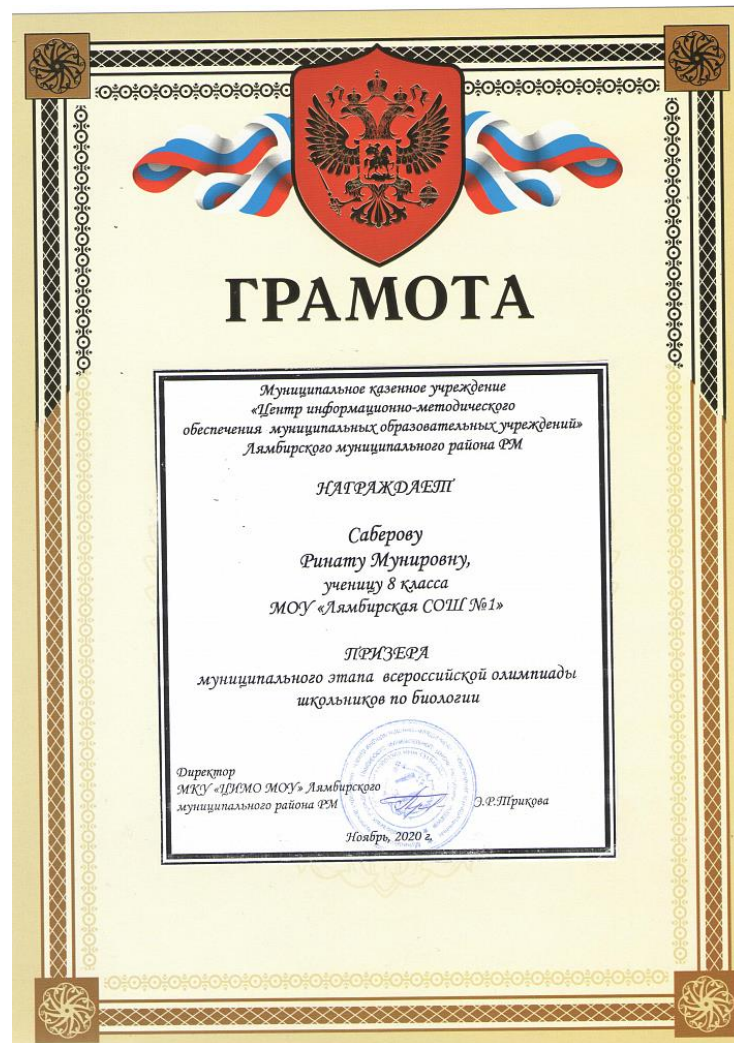 ГРАМОТА
Муниципальное казенное учреждение
«Центр информационно-методического
обеспечения муниципальных образовательных учреждений»
Лямбирского муниципального района РМ
НАГРАЖДАЕТ
Саберову
Ринату Мунировну,
ученицу 8 класса
МОУ «Лямбирская СОШ №1»
ПРИЗЕРА
муниципального этапа всероссийской олимпиады
школьников по биологии
Директор
МКУ «ЦИМО МОУ» Лямбирского
муниципального района РМ Э.Р.Трикова
Ноябрь, 2020 г.